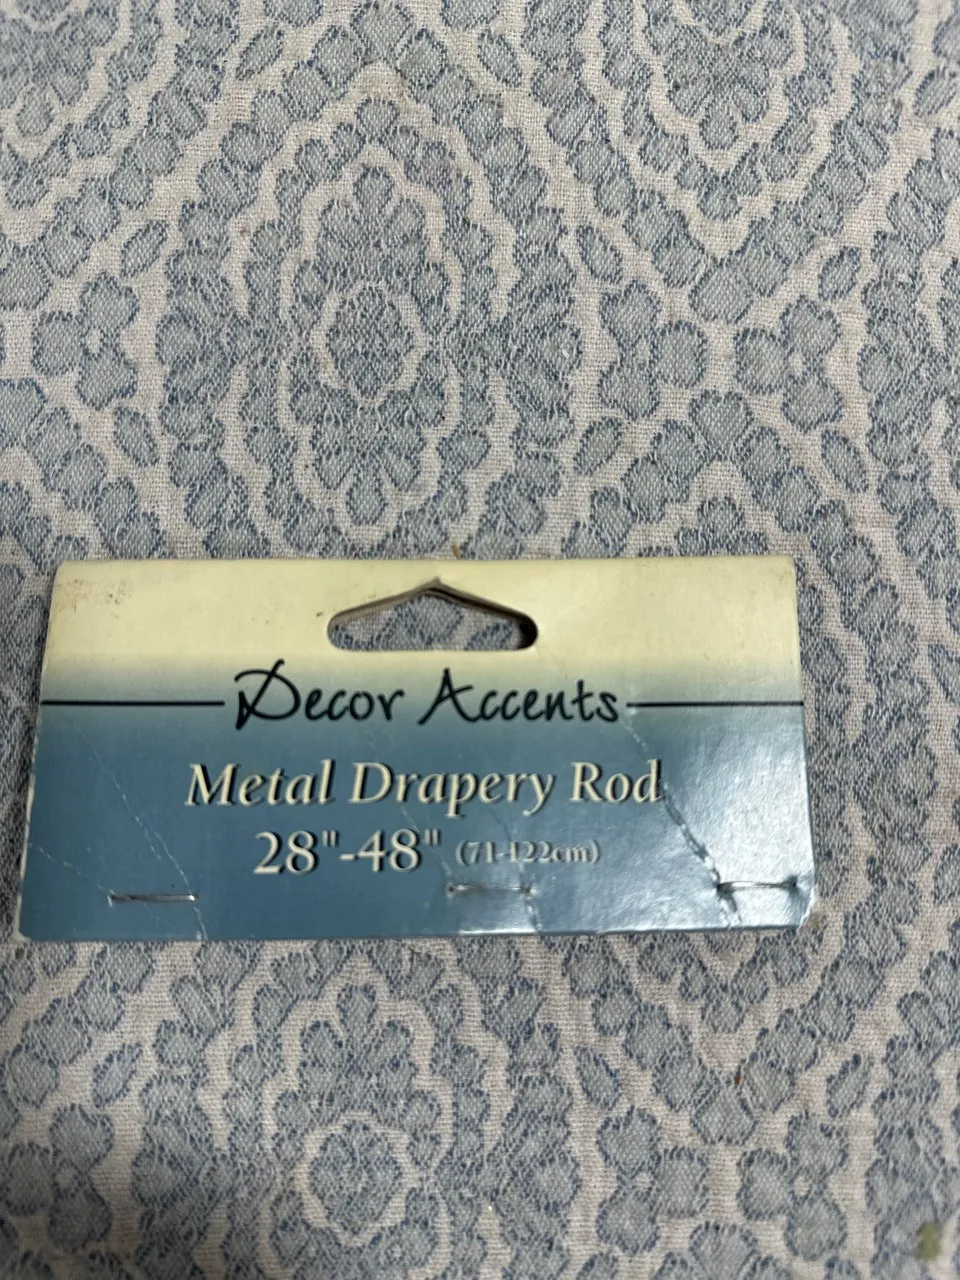 Decor Accents
Metal Drapery Rod
28"-48" (71-122cm)